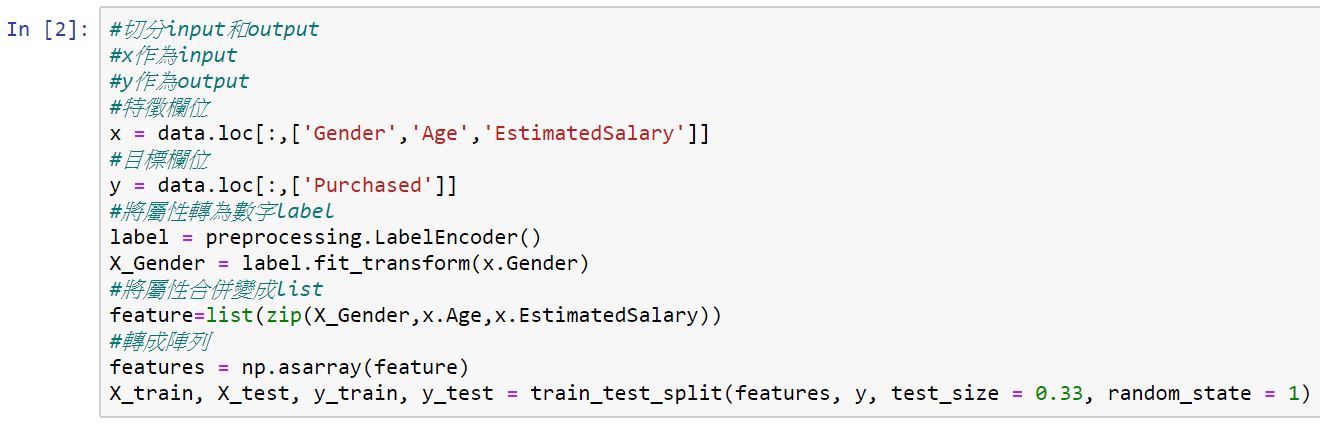 In [2]:
#切分input和output
#x作為input
#y作為output
#特徵欄位
x = data.loc[:,['Gender','Age','EstimatedSalary']]
#目標欄位
y = data.loc[:,['Purchased']]
#將屬性轉為數字label
label = preprocessing.LabelEncoder()
X_Gender = label.fit_transform(x.Gender)
#將屬性合併變成list
feature=list(zip(X_Gender,x.Age,x.EstimatedSalary))
#轉成陣列
features = np.asarray(feature)
X_train, X_test, y_train, y_test = train_test_split(features, y, test_size = 0.33, random_state = 1)